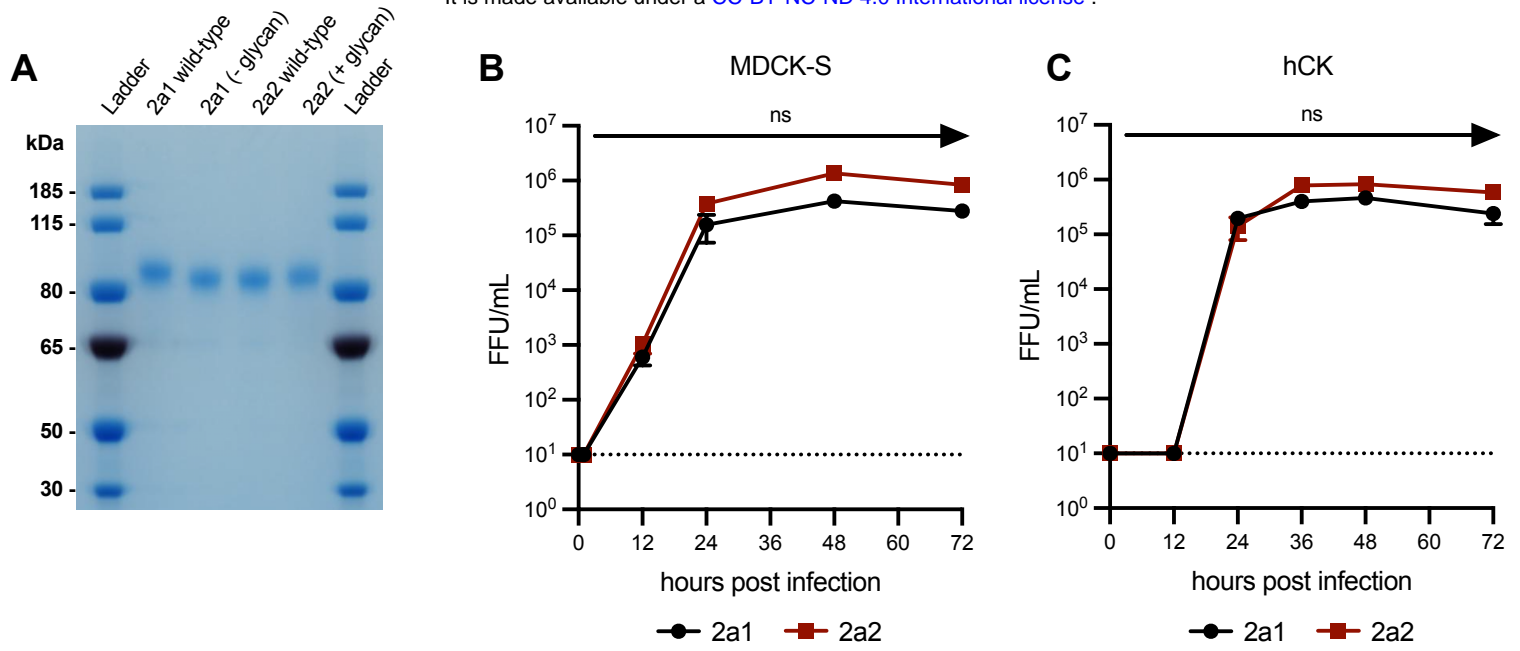 It is made available under a CC-BY-NC-ND 4.0 International license .
A
Ladder
2a1 wild-type
2a1 (- glycan)
2a2 wild-type
2a2 (+ glycan)
Ladder
kDa
185 -
115 -
80 -
65 -
50 -
30 -
B
MDCK-S
ns
10^7
10^6
10^5
10^4
10^3
10^2
10^1
10^0
FFU/mL
0 12 24 36 48 60 72
hours post infection
2a1 2a2
C
hCK
ns
10^7
10^6
10^5
10^4
10^3
10^2
10^1
10^0
FFU/mL
0 12 24 36 48 60 72
hours post infection
2a1 2a2